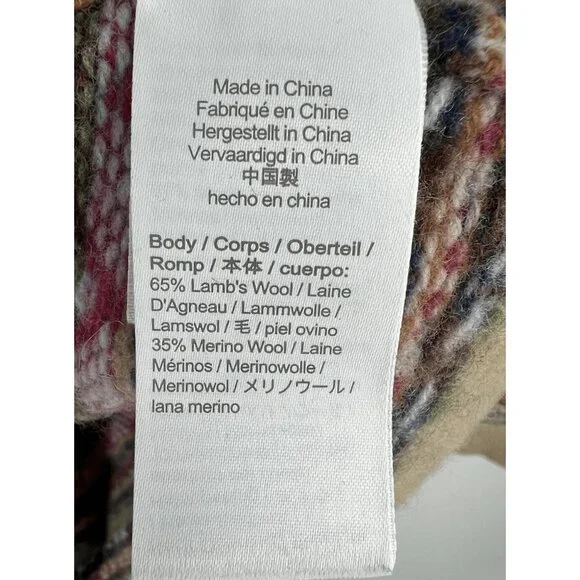 Made in China
Fabriqué en Chine
Hergestellt in China
Vervaardigd in China
中国製
hecho en china
Body / Corps / Oberteil /
Romp / 本体 / cuerpo:
65% Lamb's Wool / Laine
D'Agneau / Lammwolle /
Lamswol / 毛 / piel ovino
35% Merino Wool / Laine
Mérinos / Merinowolle /
Merinowol / メリノウール /
lana merino